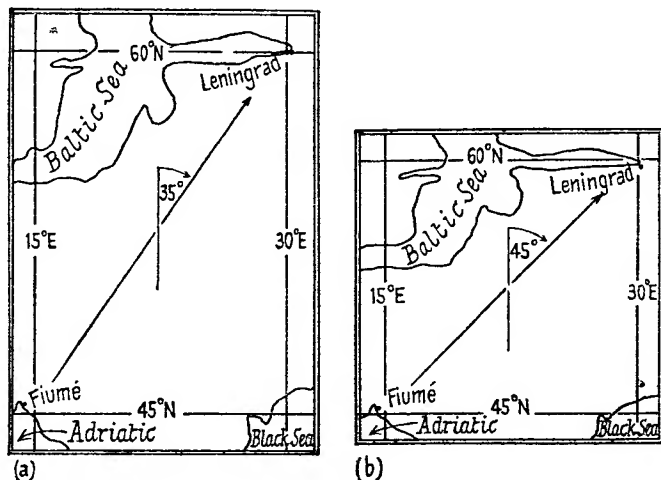 60°N
Leningrad
Baltic Sea
35°
15°E
30°E
Fiumé
45°N
Adriatic
Black Sea
(a)
60°N
Leningrad
Baltic Sea
45°
15°E
30°E
Fiumé
45°N
Adriatic
Black Sea
(b)